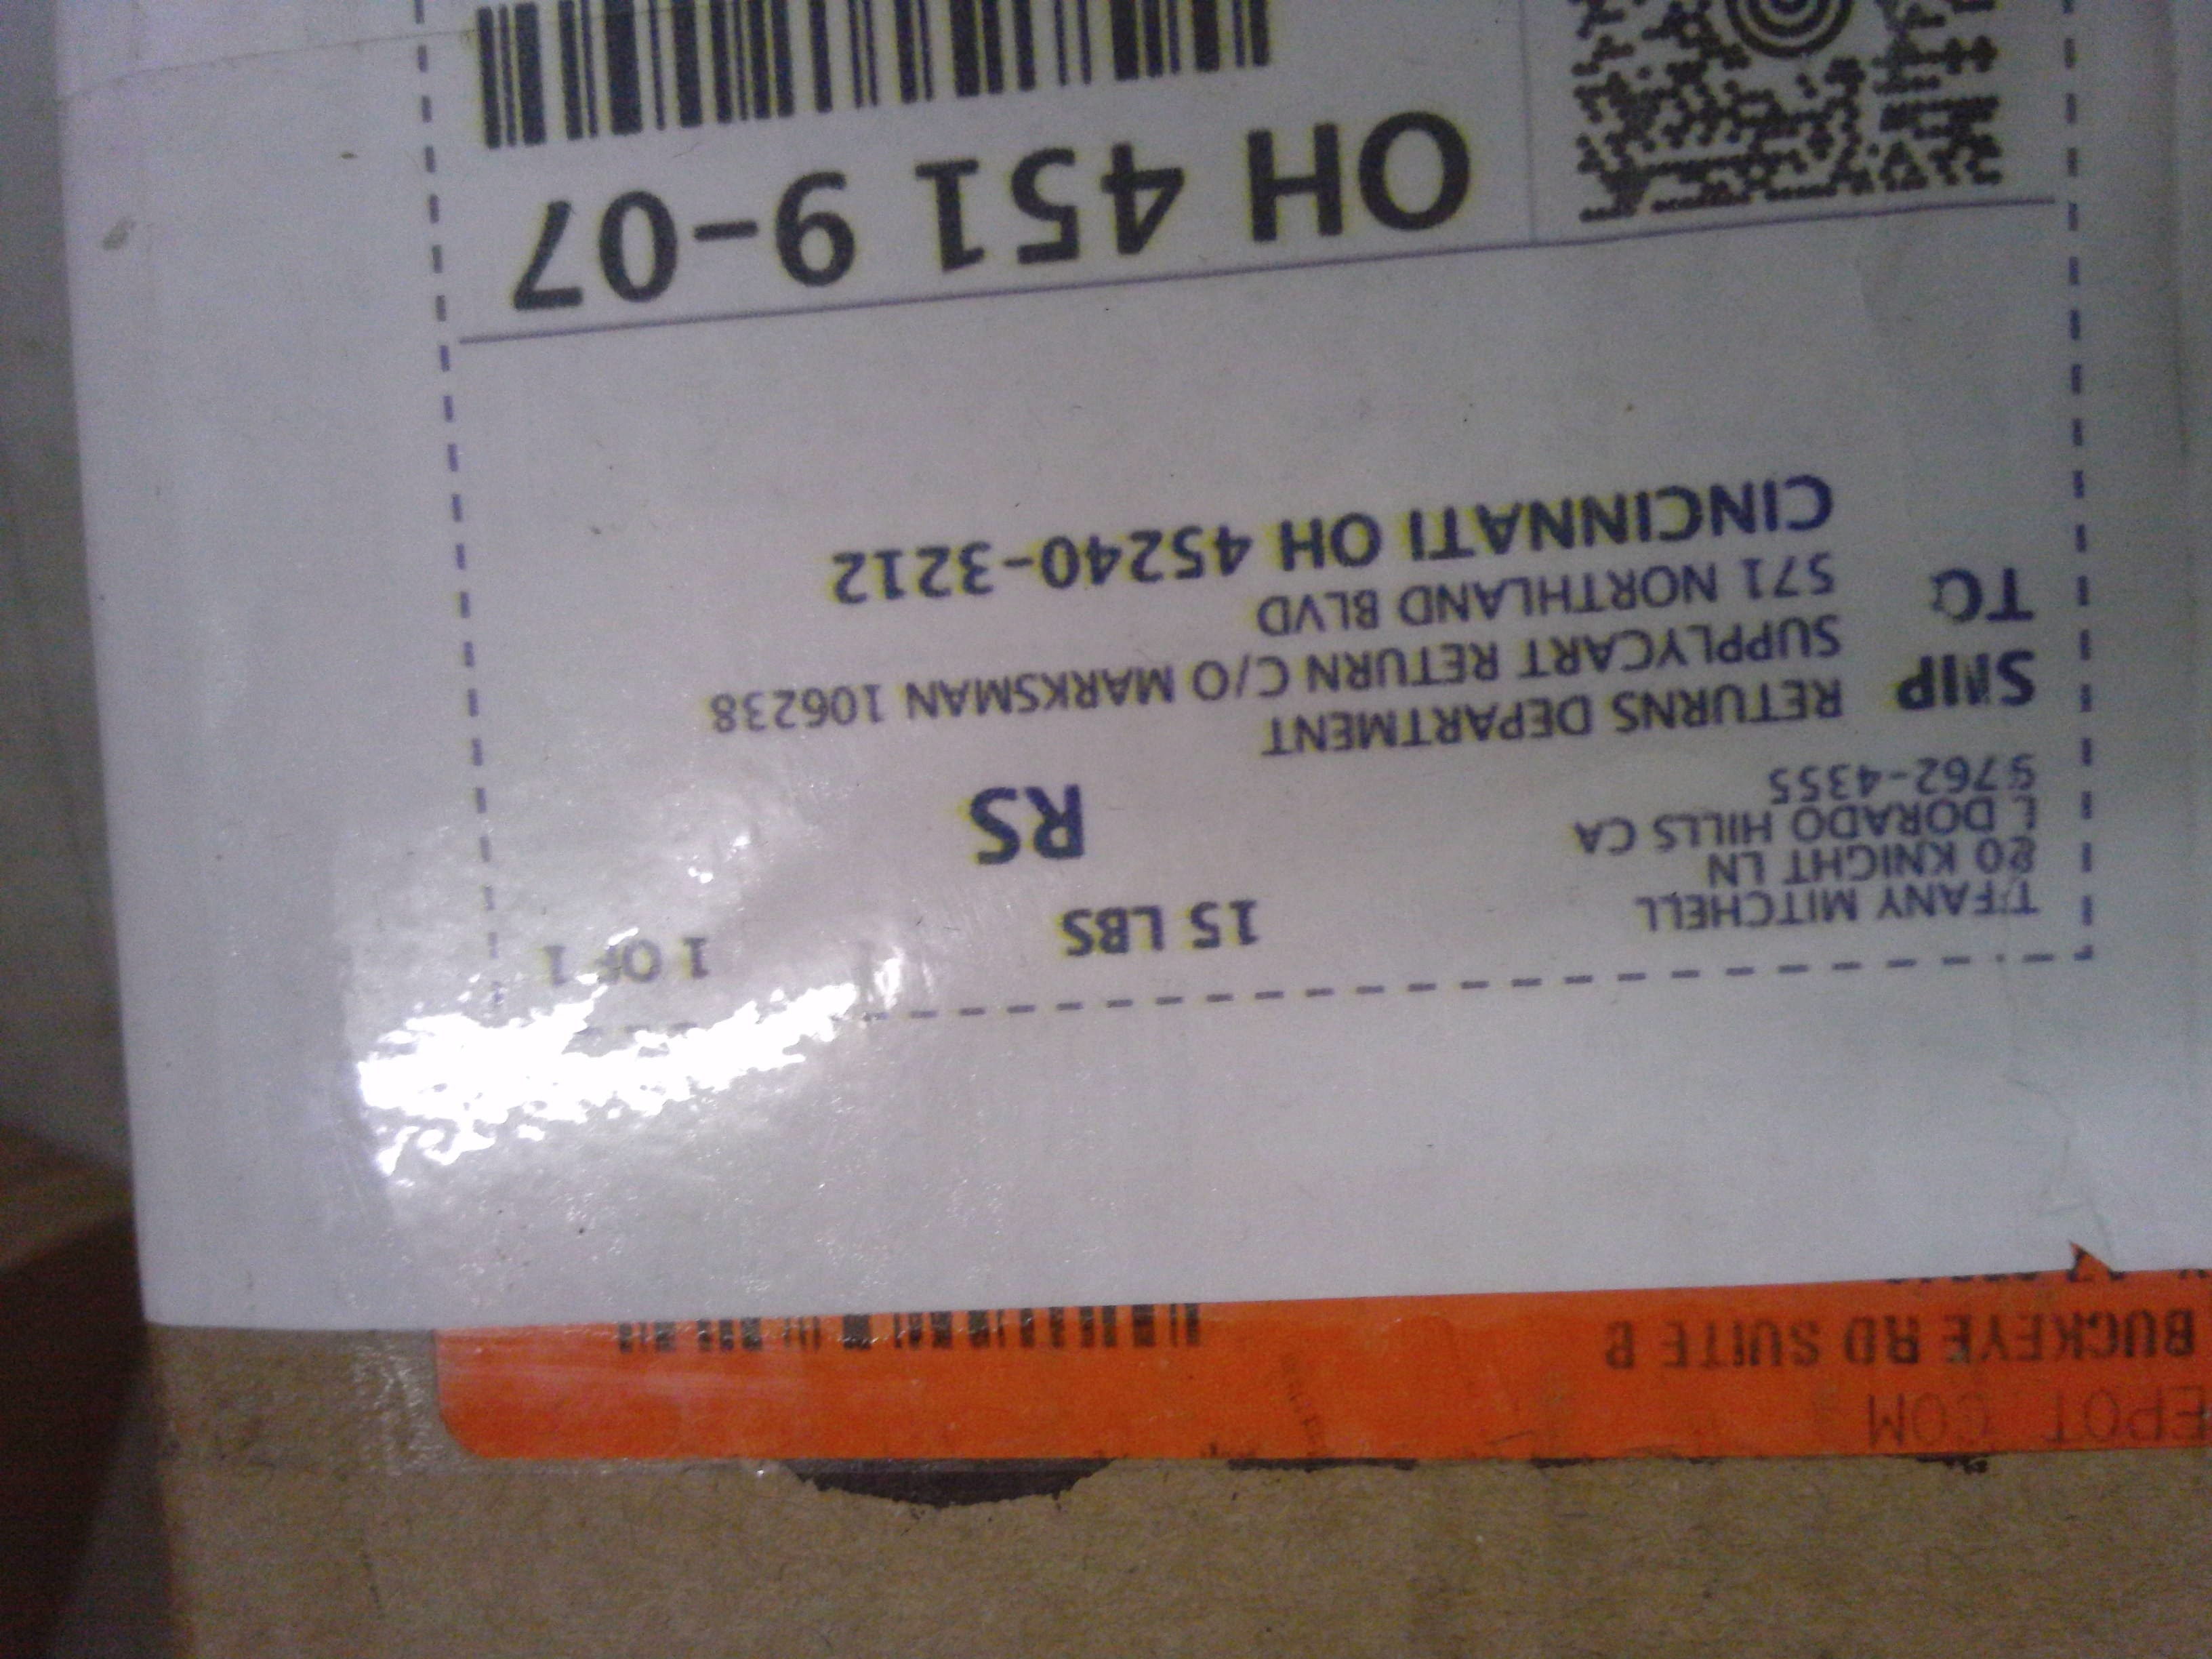 EPOT COM
BUCKEYE RD SUITE B
15 LBS
1 OF 1
T FANY MITCHELL
20 KNIGHT LN
L DORADO HILLS CA
9762-4355
RS
SHIP
TO
RETURNS DEPARTMENT
SUPPLYCART RETURN C/O MARKSMAN 106238
571 NORTHLAND BLVD
CINCINNATI OH 45240-3212
OH 451 9-07